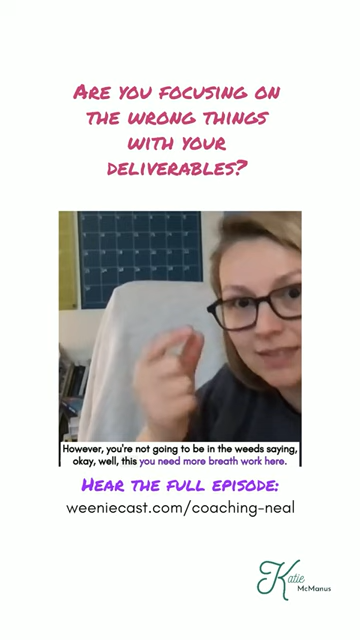 ARE YOU FOCUSING ON
THE WRONG THINGS
WITH YOUR
DELIVERABLES?
However, you're not going to be in the weeds saying,
okay, well, this you need more breath work here.
HEAR THE FULL EPISODE:
weeniecast.com/coaching-neal
Katie
McManus